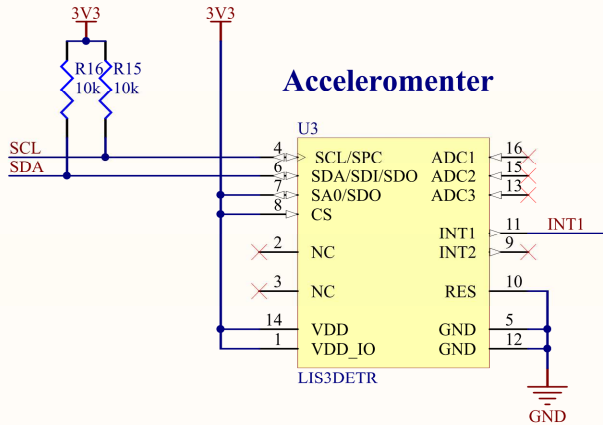 3V3 3V3
R16 R15
10k 10k
Acceleromenter
U3
SCL 4 SCL/SPC ADC1 16
SDA 6 SDA/SDI/SDO ADC2 15
7 SA0/SDO ADC3 13
8 CS
INT1 11 INT1
2 NC INT2 9
3 NC RES 10
14 VDD GND 5
1 VDD_IO GND 12
LIS3DETR
GND